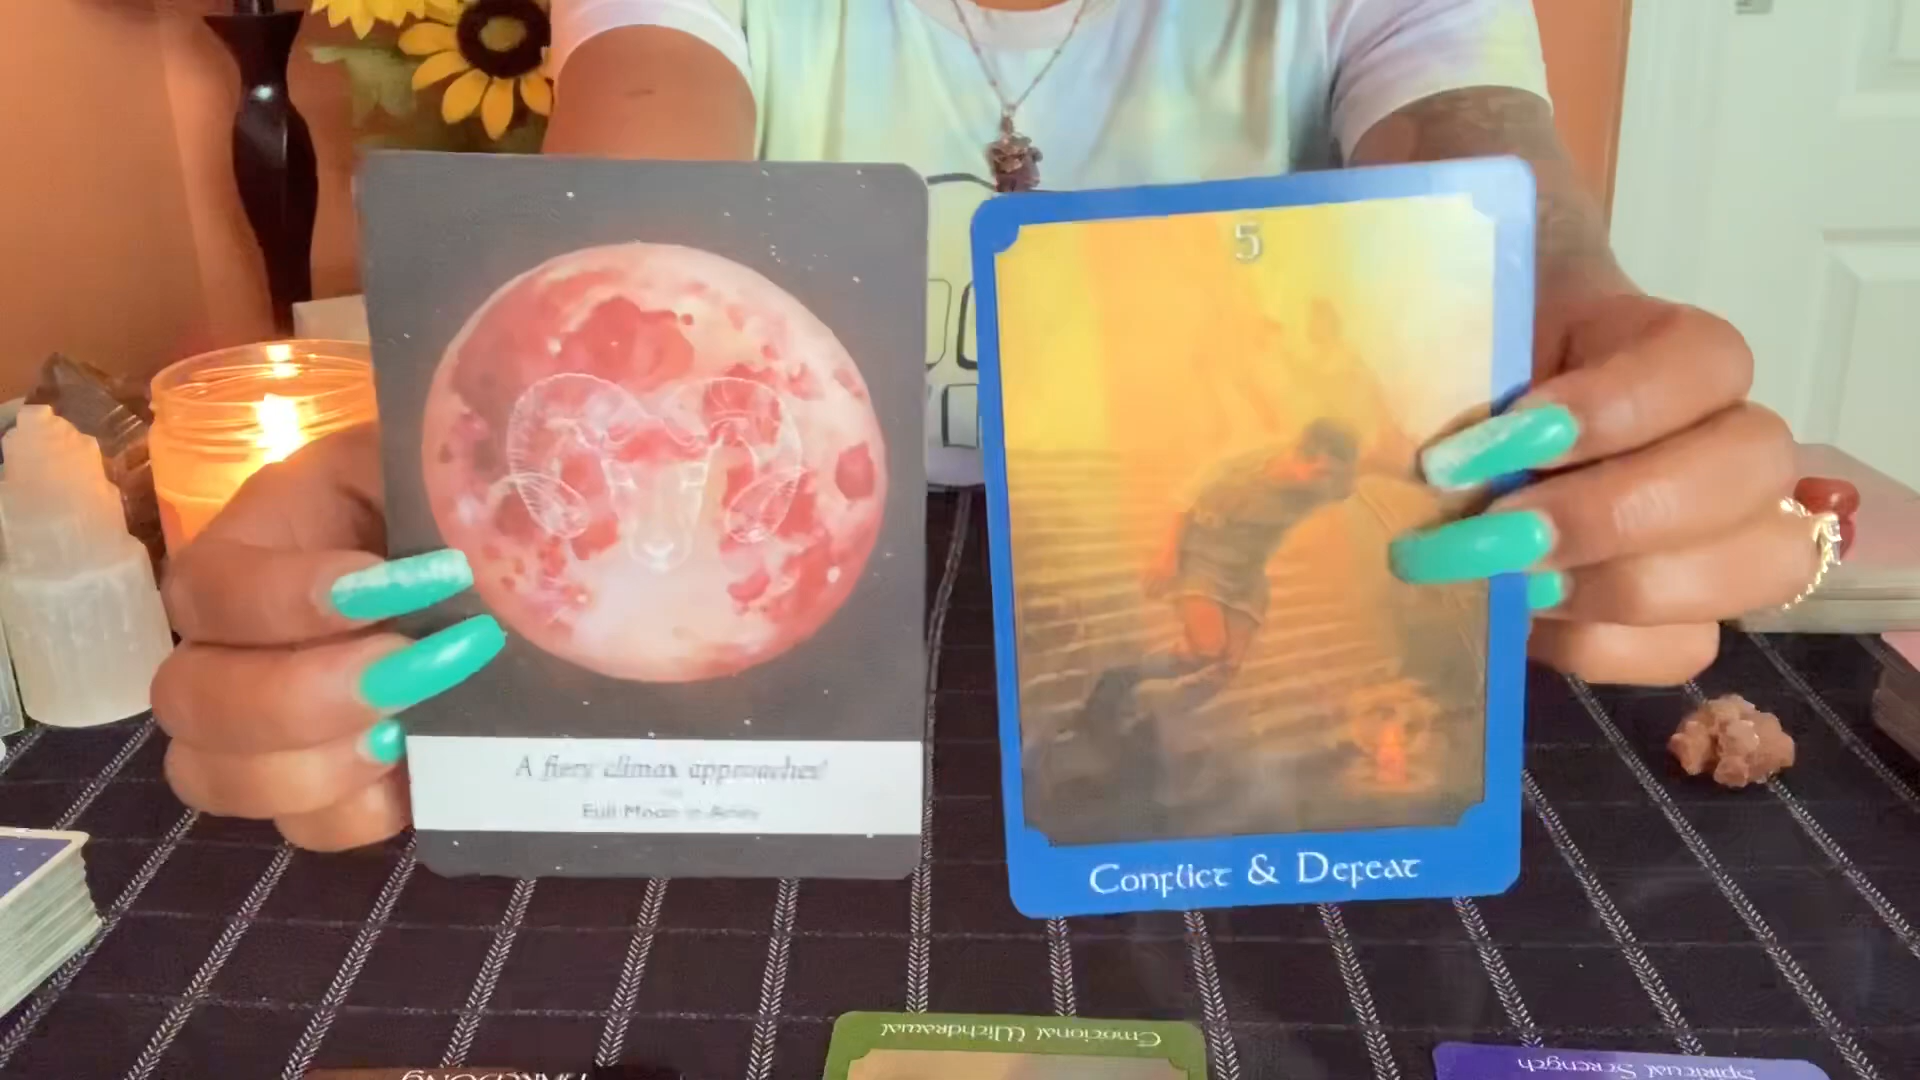 5
A fiery climax approaches!
Full Moon in Aries
Conflict & Defeat
Emotional Withdrawal
Spiritual Strength